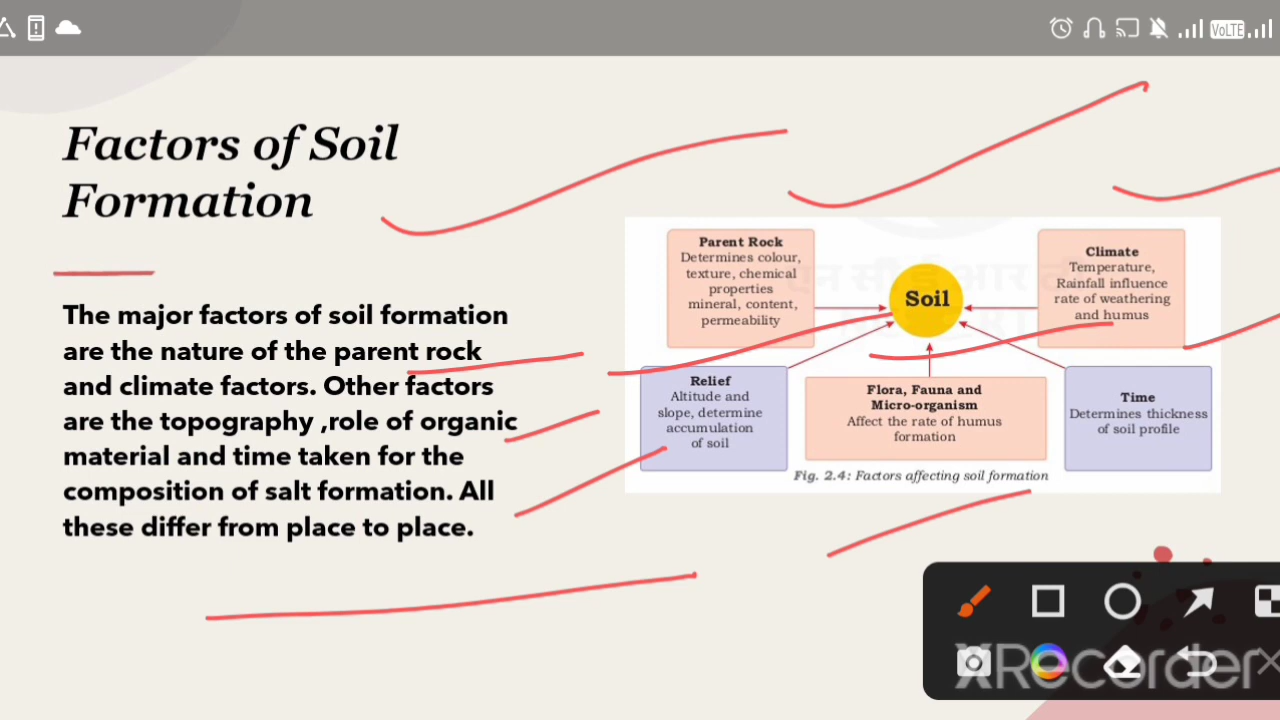 VoLTE
Factors of Soil
Formation
The major factors of soil formation
are the nature of the parent rock
and climate factors. Other factors
are the topography ,role of organic
material and time taken for the
composition of salt formation. All
these differ from place to place.
Parent Rock
Determines colour,
texture, chemical
properties
mineral, content,
permeability
Soil
Climate
Temperature,
Rainfall influence
rate of weathering
and humus
Relief
Altitude and
slope, determine
accumulation
of soil
Flora, Fauna and
Micro-organism
Affect the rate of humus
formation
Time
Determines thickness
of soil profile
Fig. 2.4: Factors affecting soil formation
XRecorder